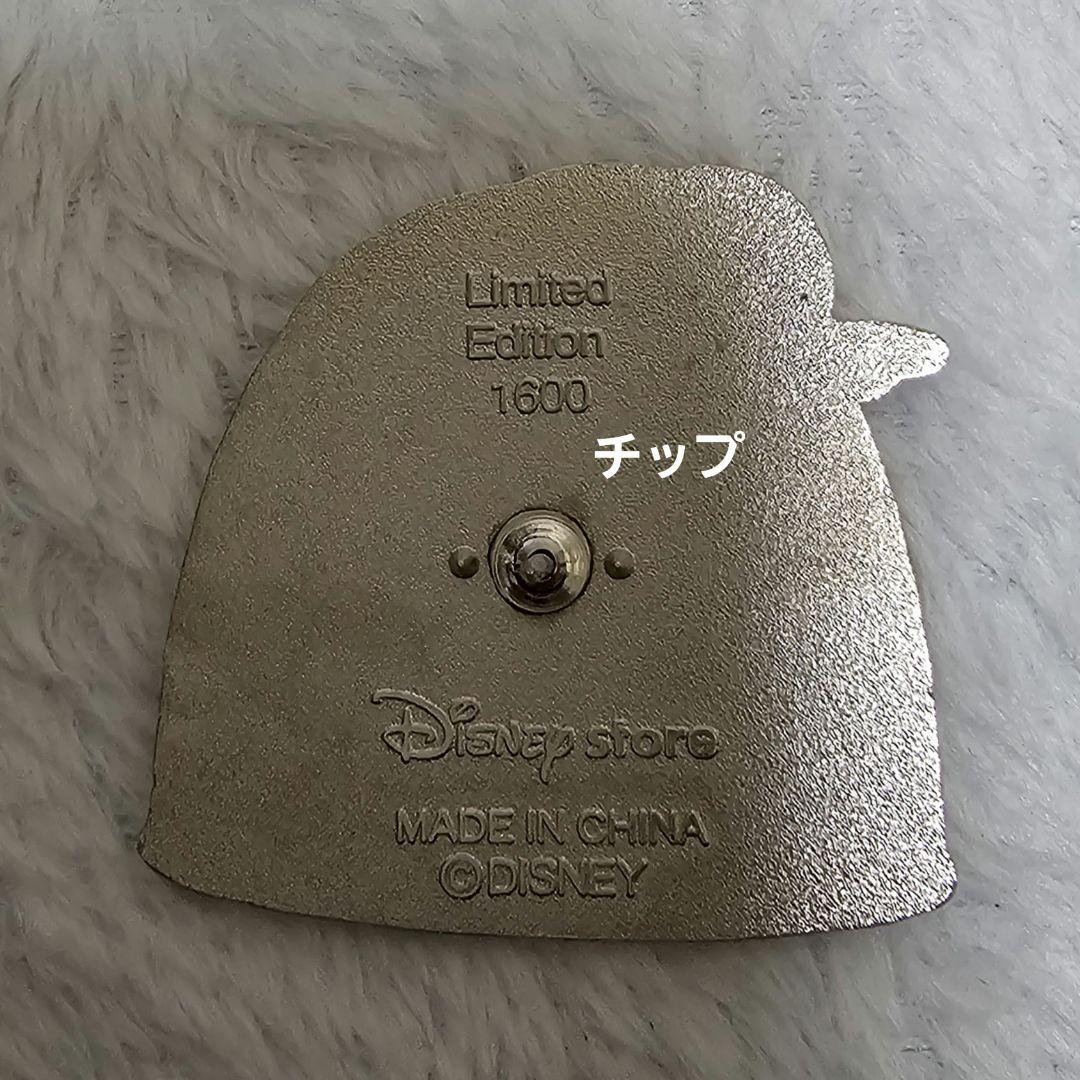 Limited
Edition
1600
チップ
Disney store
MADE IN CHINA
©DISNEY